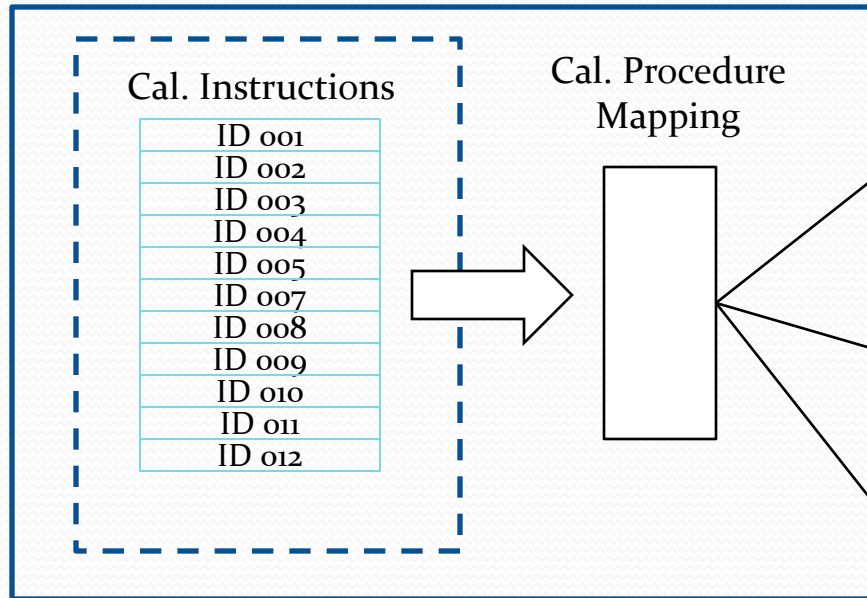 Cal. Instructions
ID 001
ID 002
ID 003
ID 004
ID 005
ID 007
ID 008
ID 009
ID 010
ID 011
ID 012
Cal. Procedure
Mapping